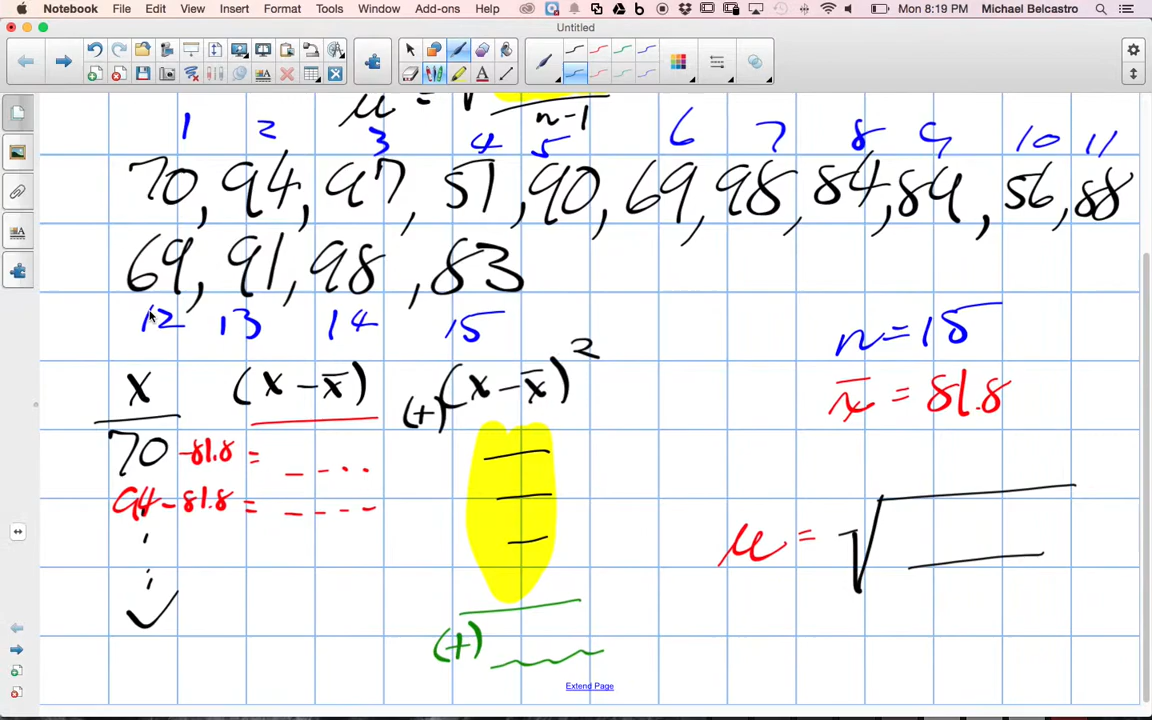 Notebook File Edit View Insert Format Tools Window Add-ons Help Mon 8:19 PM Michael Belcastro
Untitled
μ = √ n-1
1 2 3 4 5 6 7 8 9 10 11
70, 94, 97, 51, 90, 69, 98, 84, 89, 56, 88
69, 91, 98, 83
12 13 14 15
n = 15
x (x - x̄) (+) (x - x̄)²
x̄ = 81.8
70 - 81.8 = _ _ . .
94 - 81.8 = _ _ _ _
μ = √
(+)
Extend Page